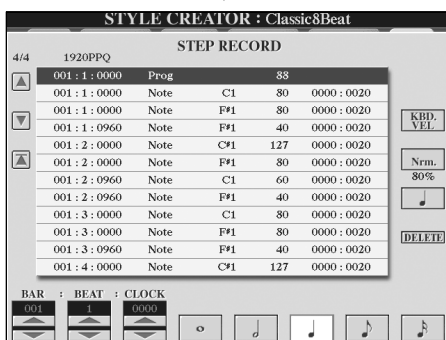 STYLE CREATOR : Classic8Beat
STEP RECORD
4/4 1920PPQ
001 : 1 : 0000 Prog 88
001 : 1 : 0000 Note C1 80 0000 : 0020
001 : 1 : 0000 Note F#1 80 0000 : 0020
001 : 1 : 0960 Note F#1 40 0000 : 0020
001 : 2 : 0000 Note C#1 127 0000 : 0020
001 : 2 : 0000 Note F#1 80 0000 : 0020
001 : 2 : 0960 Note C1 60 0000 : 0020
001 : 2 : 0960 Note F#1 40 0000 : 0020
001 : 3 : 0000 Note C1 80 0000 : 0020
001 : 3 : 0000 Note F#1 80 0000 : 0020
001 : 3 : 0960 Note F#1 40 0000 : 0020
001 : 4 : 0000 Note C#1 127 0000 : 0020
KBD.
VEL
Nrm.
80%
DELETE
BAR : BEAT : CLOCK
001 1 0000